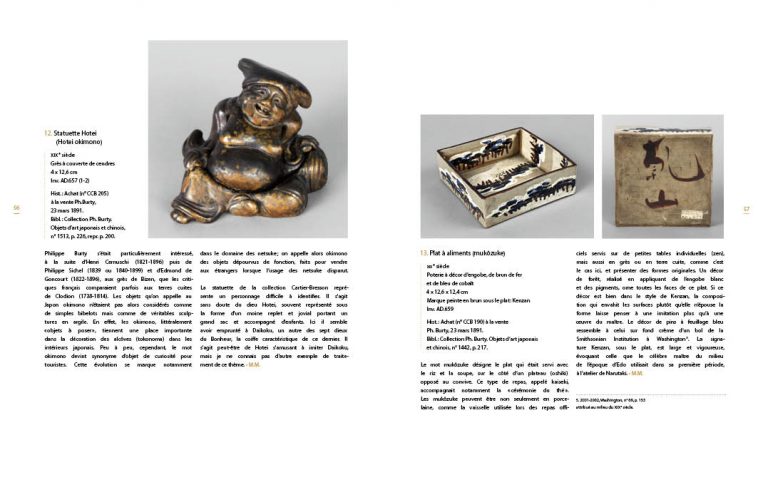 12. Statuette Hotei
(Hotei okimono)
XIXe siècle
Grès à couverte de cendres
4 x 12,6 cm
Inv. AD.657 (1-2)
Hist. : Achat (n° CCB 205)
à la vente Ph.Burty,
23 mars 1891.
Bibl. : Collection Ph. Burty.
Objets d'art japonais et chinois,
n° 1513, p. 226, repr. p. 200.
56
Philippe Burty s'était particulièrement intéressé,
à la suite d'Henri Cernuschi (1821-1896) puis de
Philippe Sichel (1839 ou 1840-1899) et d'Edmond de
Goncourt (1822-1896), aux grès de Bizen, que les criti-
ques français comparaient parfois aux terres cuites
de Clodion (1738-1814). Les objets qu'on appelle au
Japon okimono n'étaient pas alors considérés comme
de simples bibelots mais comme de véritables sculp-
tures en argile. En effet, les okimono, littéralement
«objets à poser», tiennent une place importante
dans la décoration des alcôves (tokonoma) dans les
intérieurs japonais. Peu à peu, cependant, le mot
okimono devint synonyme d'objet de curiosité pour
touristes. Cette évolution se marque notamment
dans le domaine des netsuke; on appelle alors okimono
des objets dépourvus de fonction, faits pour vendre
aux étrangers lorsque l'usage des netsuke disparut.
La statuette de la collection Cartier-Bresson repré-
sente un personnage difficile à identifier. Il s'agit
sans doute du dieu Hotei, souvent représenté sous
la forme d'un moine replet et jovial portant un
grand sac et accompagné d'enfants. Ici il semble
avoir emprunté à Daikoku, un autre des sept dieux
du Bonheur, la coiffe caractéristique de ce dernier. Il
s'agit peut-être de Hotei s'amusant à imiter Daikoku,
mais je ne connais pas d'autre exemple de traite-
ment de ce thème. - M.M.
乾
山
57
13. Plat à aliments (mukōzuke)
siècle
Poterie à décor d'engobe, de brun de fer
et de bleu de cobalt
4 x 12,6 x 12,4 cm
Marque peinte en brun sous le plat: Kenzan
Inv. AD.659
Hist. : Achat (n° CCB 190) à la vente
Ph. Burty, 23 mars 1891.
Bibl. : Collection Ph. Burty. Objets d'art japonais
et chinois, n° 1442, p. 217.
Le mot mukōzuke désigne le plat qui était servi avec
le riz et la soupe, sur le côté d'un plateau (oshiki)
opposé au convive. Ce type de repas, appelé kaiseki,
accompagnait notamment la «cérémonie du thé».
Les mukōzuke peuvent être non seulement en porce-
laine, comme la vaisselle utilisée lors des repas offi-
ciels servis sur de petites tables individuelles (zen),
mais aussi en grès ou en terre cuite, comme c'est
le cas ici, et présenter des formes originales. Un décor
de forêt, réalisé en appliquant de l'engobe blanc
et des pigments, orne toutes les faces de ce plat. Si ce
décor est bien dans le style de Kenzan, la composi-
tion qui envahit les surfaces plutôt qu'elle n'épouse la
forme laisse penser à une imitation plus qu'à une
œuvre du maître. Le décor de pins à feuillage bleu
ressemble à celui sur fond crème d'un bol de la
Smithsonian Institution à Washington⁵. La signa-
ture Kenzan, sous le plat, est large et vigoureuse,
évoquant celle que le célèbre maître du milieu
de l'époque d'Edo utilisait dans sa première période,
à l'atelier de Narutaki. - M.M.
5. 2001-2002, Washington, n° 69, p. 153
attribué au milieu du XIXe siècle.